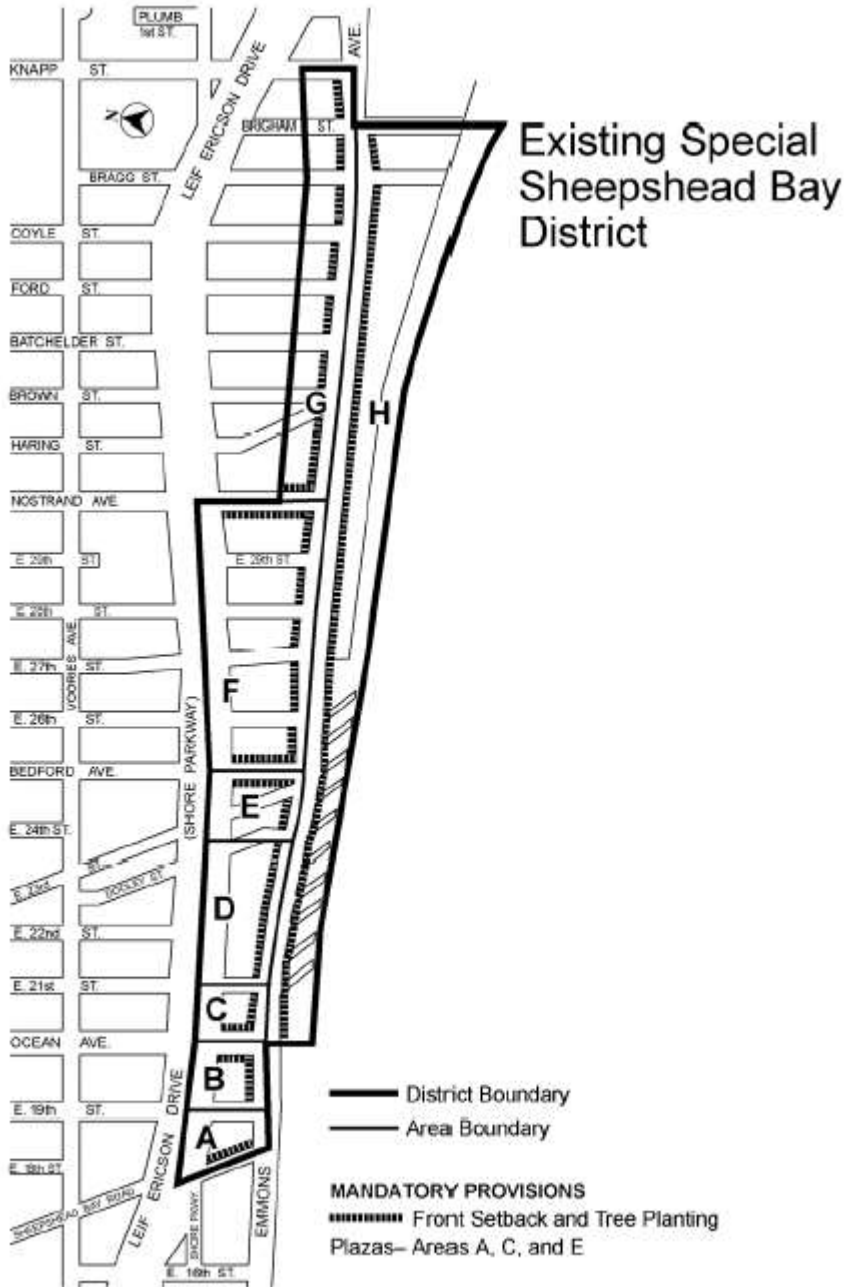 PLUMB
1st ST.
AVE.
KNAPP ST.
LEIF ERICSON DRIVE
N
BRIGHAM ST.
Existing Special
Sheepshead Bay
District
BRAGG ST.
COYLE ST.
FORD ST.
BATCHELDER ST.
BROWN ST.
G
H
HARING ST.
NOSTRAND AVE.
E. 29th ST.
E. 29th ST.
E. 28th ST.
VOORIES AVE.
E. 27th ST.
F
E. 26th ST.
(SHORE PARKWAY)
BEDFORD AVE.
E
E. 24th ST.
E. 23rd ST.
DOOLEY ST.
D
E. 22nd ST.
E. 21st ST.
C
OCEAN AVE.
B
District Boundary
E. 19th ST.
A
Area Boundary
E. 18th ST.
LEIF ERICSON DRIVE
SHEEPSHEAD BAY ROAD
SHORE PKWY.
EMMONS
MANDATORY PROVISIONS
Front Setback and Tree Planting
Plazas– Areas A, C, and E
E. 16th ST.